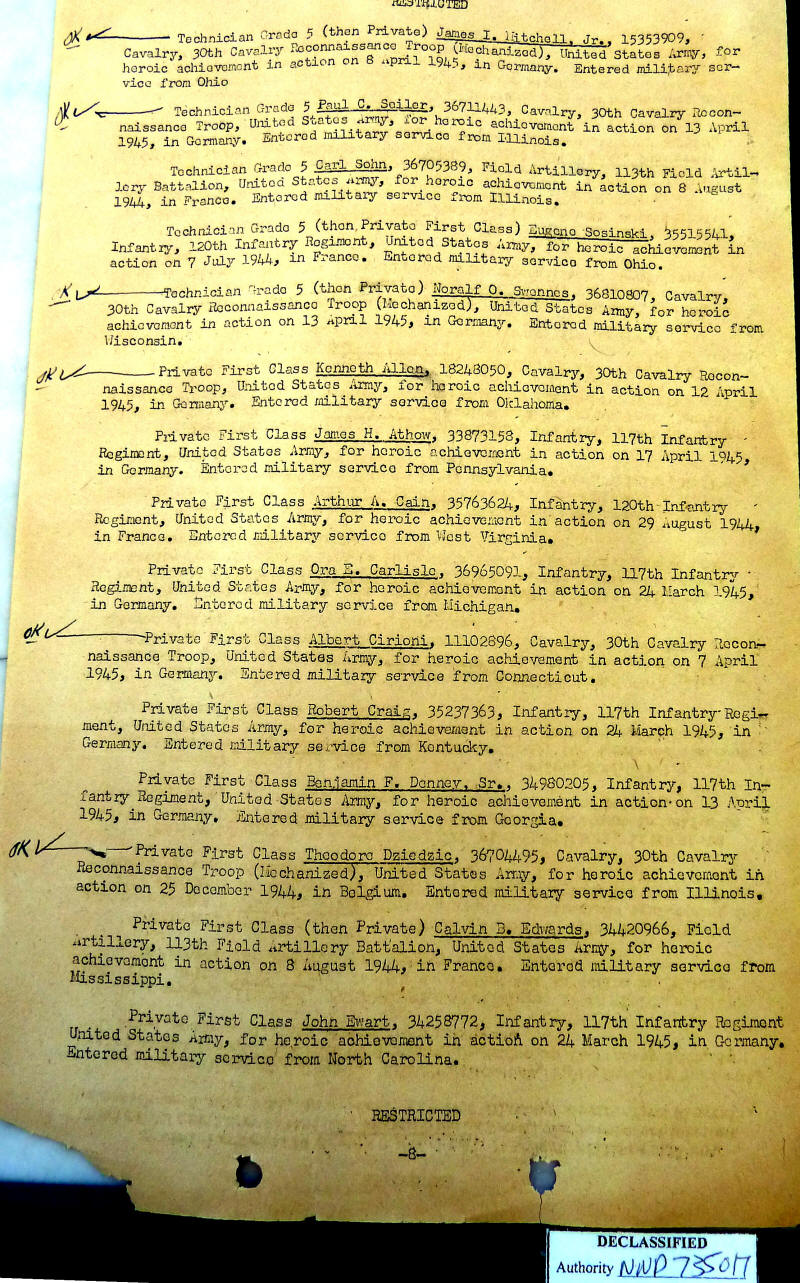 RESTRICTED
OK ✓ Technician Grade 5 (then Private) James I. Mitchell, Jr., 15353909,
Cavalry, 30th Cavalry Reconnaissance Troop (Mechanized), United States Army, for
heroic achievement in action on 8 April 1945, in Germany. Entered military ser-
vice from Ohio
OK ✓ Technician Grade 5 Paul C. Seiler, 36711443, Cavalry, 30th Cavalry Recon-
naissance Troop, United States Army, for heroic achievement in action on 13 April
1945, in Germany. Entered military service from Illinois.
Technician Grade 5 Carl Sohn, 36705389, Field Artillery, 113th Field Artil-
lery Battalion, United States Army, for heroic achievement in action on 8 August
1944, in France. Entered military service from Illinois.
Technician Grade 5 (then Private First Class) Eugene Sosinski, 35515541,
Infantry, 120th Infantry Regiment, United States Army, for heroic achievement in
action on 7 July 1944, in France. Entered military service from Ohio.
OK ✓ Technician Grade 5 (then Private) Noralf O. Swennes, 36810807, Cavalry,
30th Cavalry Reconnaissance Troop (Mechanized), United States Army, for heroic
achievement in action on 13 April 1945, in Germany. Entered military service from
Wisconsin.
OK ✓ Private First Class Kenneth Allen, 18248050, Cavalry, 30th Cavalry Recon-
naissance Troop, United States Army, for heroic achievement in action on 12 April
1945, in Germany. Entered military service from Oklahoma.
Private First Class James H. Athow, 33873158, Infantry, 117th Infantry
Regiment, United States Army, for heroic achievement in action on 17 April 1945,
in Germany. Entered military service from Pennsylvania.
Private First Class Arthur A. Cain, 35763624, Infantry, 120th Infantry
Regiment, United States Army, for heroic achievement in action on 29 August 1944,
in France. Entered military service from West Virginia.
Private First Class Ora E. Carlisle, 36965091, Infantry, 117th Infantry
Regiment, United States Army, for heroic achievement in action on 24 March 1945,
in Germany. Entered military service from Michigan.
OK ✓ Private First Class Albert Cirioni, 11102896, Cavalry, 30th Cavalry Recon-
naissance Troop, United States Army, for heroic achievement in action on 7 April
1945, in Germany. Entered military service from Connecticut.
Private First Class Robert Craig, 35237363, Infantry, 117th Infantry Regi-
ment, United States Army, for heroic achievement in action on 24 March 1945, in
Germany. Entered military service from Kentucky.
Private First Class Benjamin F. Denney, Sr., 34980205, Infantry, 117th In-
fantry Regiment, United States Army, for heroic achievement in action on 13 April
1945, in Germany. Entered military service from Georgia.
OK ✓ Private First Class Theodore Dziedzic, 36704495, Cavalry, 30th Cavalry
Reconnaissance Troop (Mechanized), United States Army, for heroic achievement in
action on 25 December 1944, in Belgium. Entered military service from Illinois.
Private First Class (then Private) Calvin B. Edwards, 34420966, Field
Artillery, 113th Field Artillery Battalion, United States Army, for heroic
achievement in action on 8 August 1944, in France. Entered military service from
Mississippi.
Private First Class John Ewart, 34258772, Infantry, 117th Infantry Regiment
United States Army, for heroic achievement in action on 24 March 1945, in Germany.
Entered military service from North Carolina.
RESTRICTED
-8-
DECLASSIFIED
Authority NND 735017